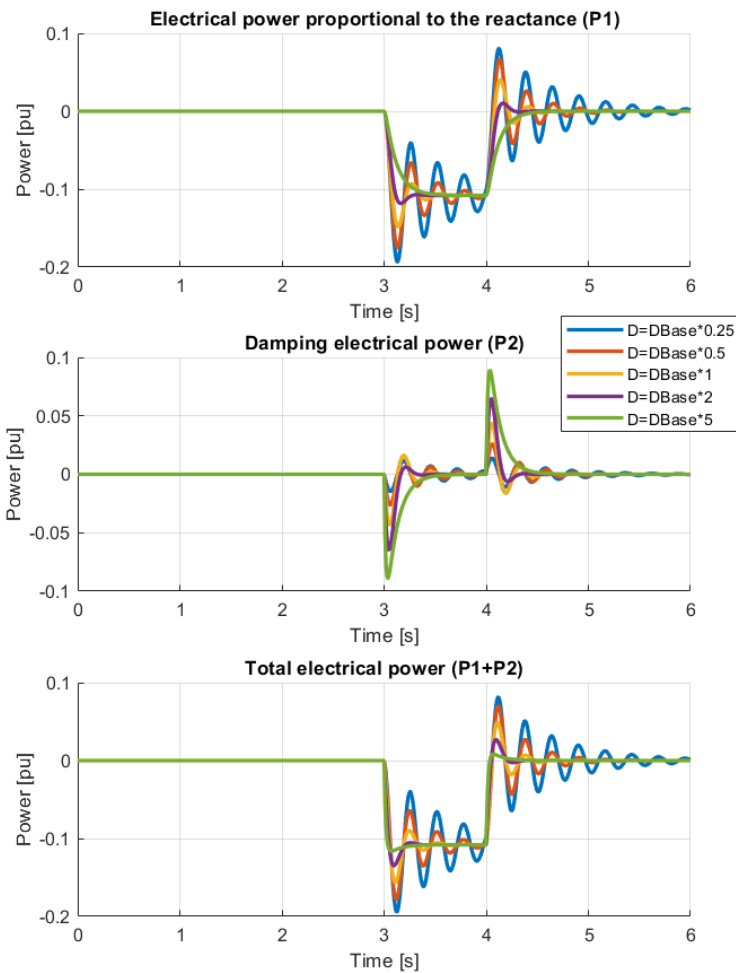 Electrical power proportional to the reactance (P1)
0.1
0
-0.1
-0.2
Power [pu]
0 1 2 3 4 5 6
Time [s]
D=DBase*0.25
D=DBase*0.5
D=DBase*1
D=DBase*2
D=DBase*5
Damping electrical power (P2)
0.1
0.05
0
-0.05
-0.1
Power [pu]
0 1 2 3 4 5 6
Time [s]
Total electrical power (P1+P2)
0.1
0
-0.1
-0.2
Power [pu]
0 1 2 3 4 5 6
Time [s]